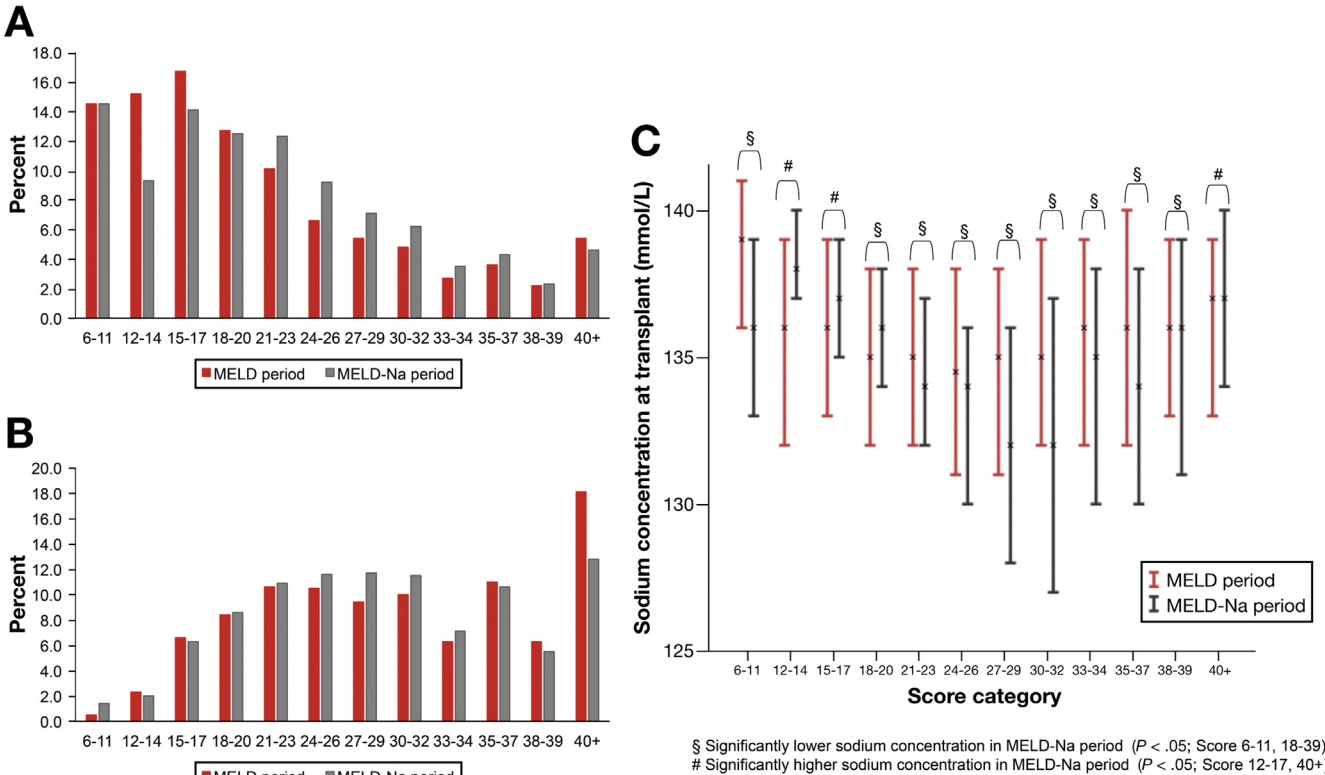 A
18.0
16.0
14.0
12.0
10.0
8.0
6.0
4.0
2.0
0.0
Percent
6-11 12-14 15-17 18-20 21-23 24-26 27-29 30-32 33-34 35-37 38-39 40+
MELD period MELD-Na period
B
20.0
18.0
16.0
14.0
12.0
10.0
8.0
6.0
4.0
2.0
0.0
Percent
6-11 12-14 15-17 18-20 21-23 24-26 27-29 30-32 33-34 35-37 38-39 40+
MELD period MELD-Na period
C
§ # # § § § § § § § § #
140
135
130
125
Sodium concentration at transplant (mmol/L)
MELD period
MELD-Na period
6-11 12-14 15-17 18-20 21-23 24-26 27-29 30-32 33-34 35-37 38-39 40+
Score category
§ Significantly lower sodium concentration in MELD-Na period (P < .05; Score 6-11, 18-39)
# Significantly higher sodium concentration in MELD-Na period (P < .05; Score 12-17, 40+)